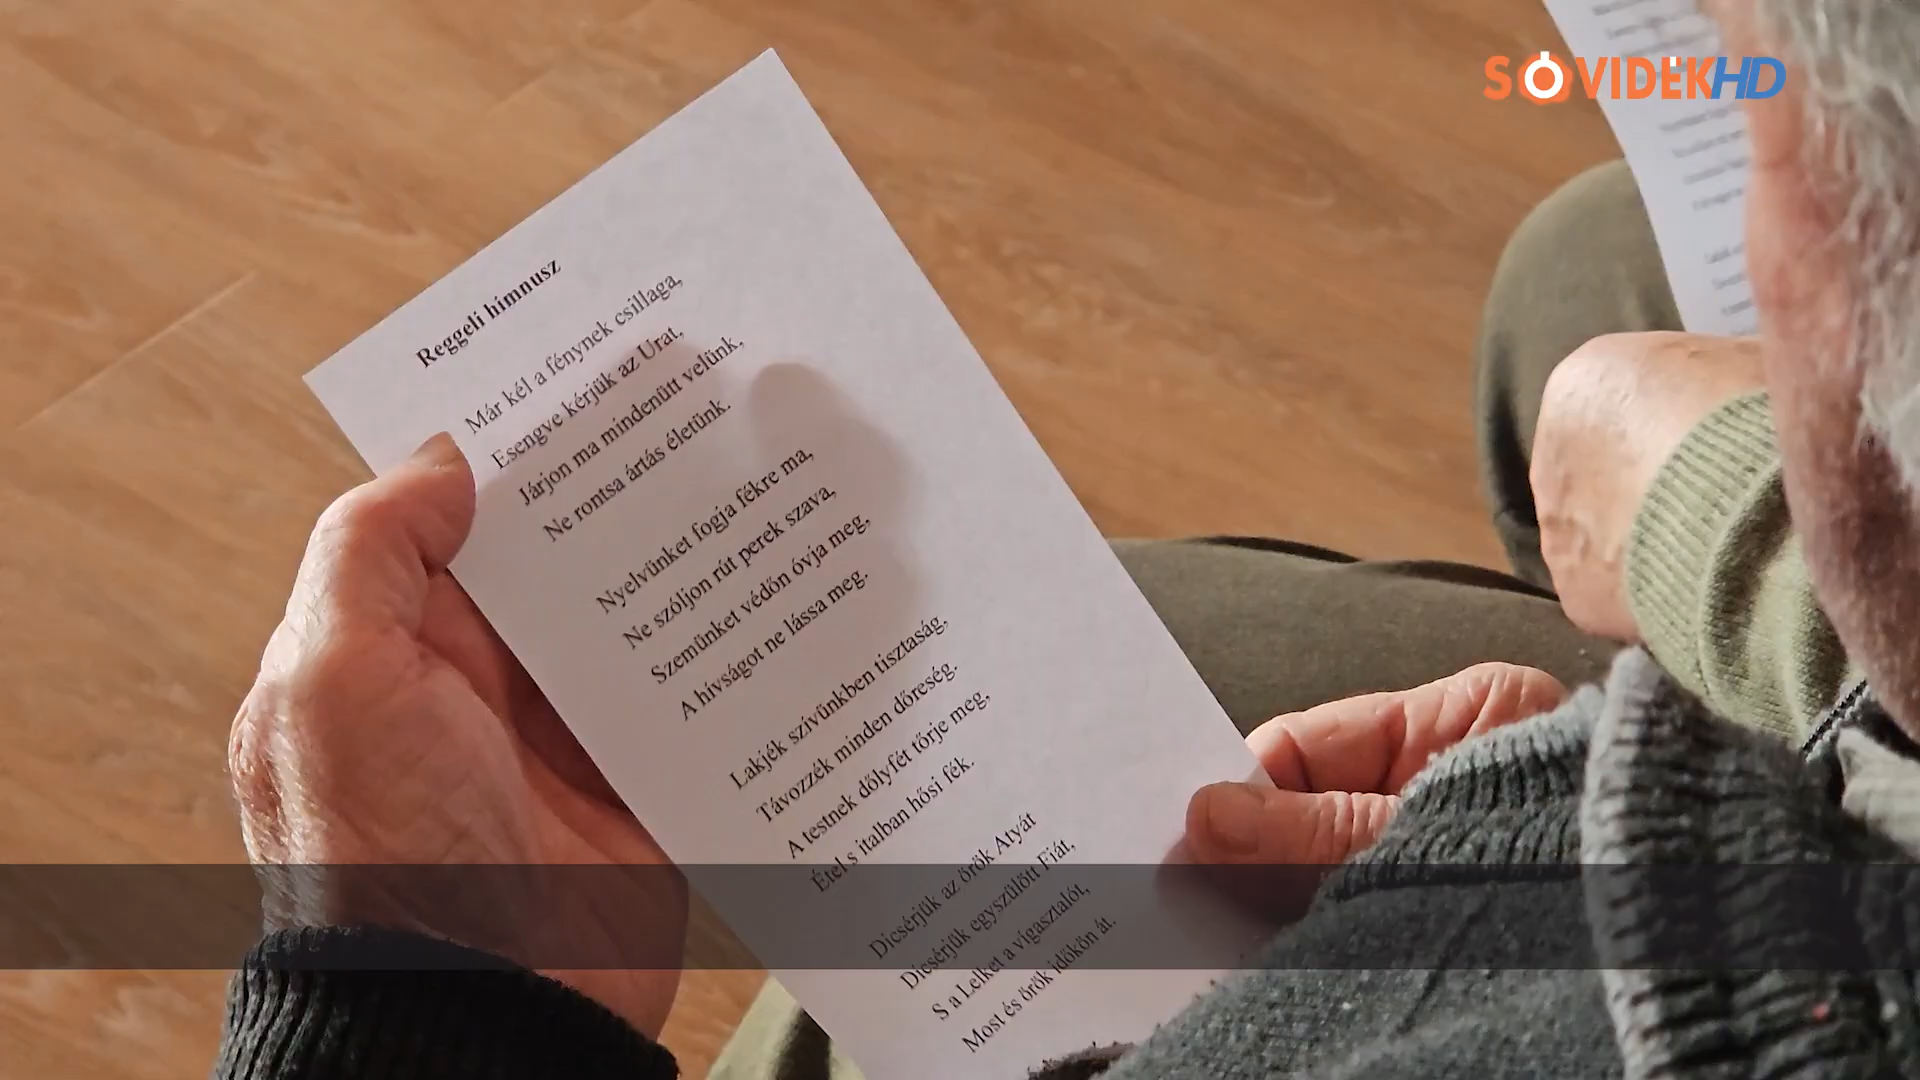 SÓVIDÉKHD
Reggeli himnusz
Már kél a fénynek csillaga,
Esengve kérjük az Urat,
Járjon ma mindenütt velünk,
Ne rontsa ártás életünk.
Nyelvünket fogja fékre ma,
Ne szóljon rút perek szava,
Szemünket védőn óvja meg,
A hívságot ne lássa meg.
Lakjék szívünkben tisztaság,
Távozzék minden dőreség.
A testnek dölyfét törje meg,
Étel s italban hősi fék.
Dicsérjük az örök Atyát
Dicsérjük egyszülött Fiát,
S a Lelket a vigasztalót,
Most és örök időkön át.